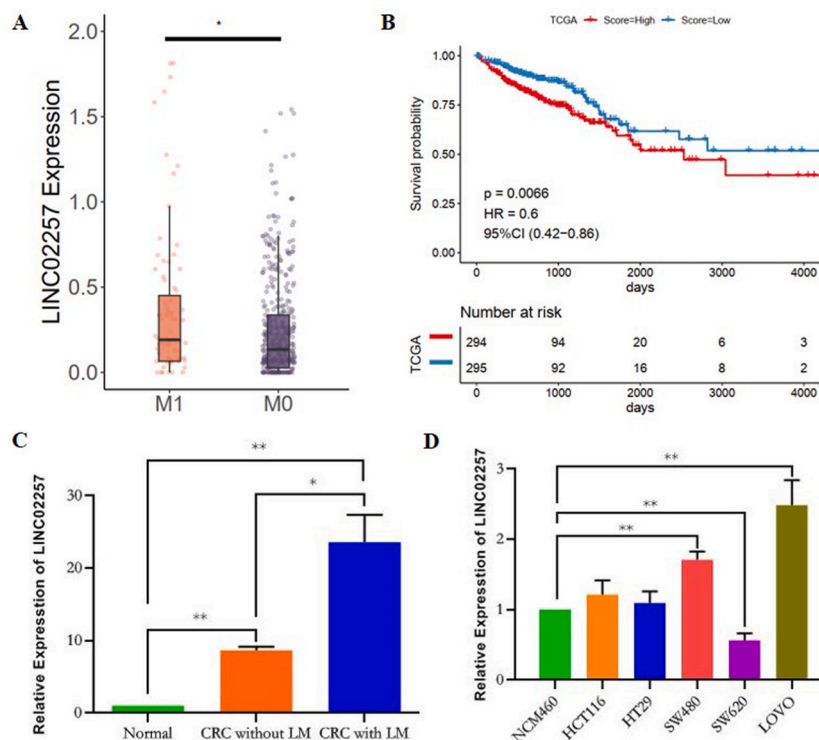 A
*
LINC02257 Expression
2.0
1.5
1.0
0.5
0.0
M1 M0
B
TCGA Score=High Score=Low
Survival probability
1.00
0.75
0.50
0.25
0.00
p = 0.0066
HR = 0.6
95%CI (0.42−0.86)
0 1000 2000 3000 4000
days
Number at risk
TCGA
294 94 20 6 3
295 92 16 8 2
0 1000 2000 3000 4000
days
C
Relative Expresstion of LINC02257
30
20
10
0
**
*
**
Normal CRC without LM CRC with LM
D
Relative Expresstion of LINC02257
3
2
1
0
**
**
**
NCM460 HCT116 HT29 SW480 SW620 LOVO